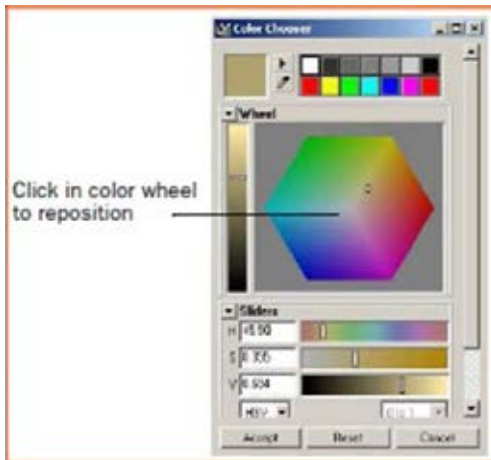 Color Chooser
Wheel
Click in color wheel
to reposition
Sliders
H
S
V
HSV
Accept
Reset
Cancel